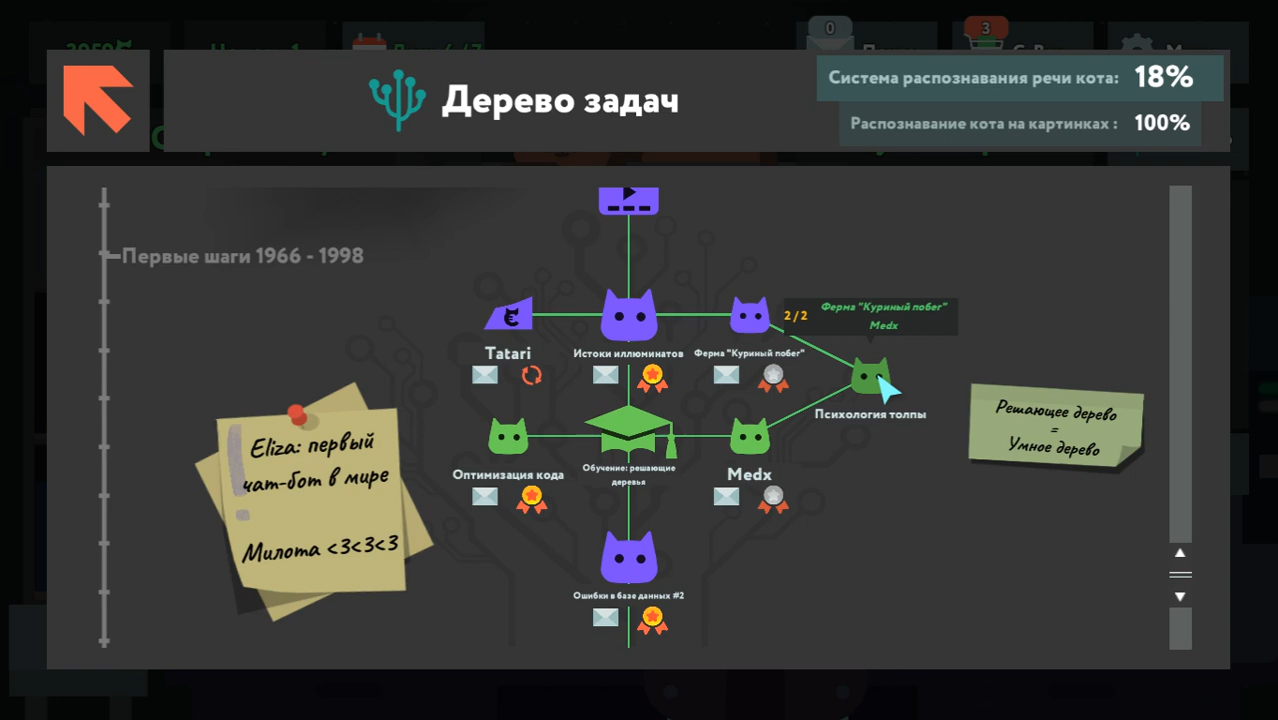 0
3
Дерево задач
Система распознавания речи кота: 18%
Распознавание кота на картинках : 100%
Первые шаги 1966 - 1998
2/2
Ферма "Куриный побег"
Medx
Tatari
Истоки иллюминатов
Ферма "Куриный побег"
Психология толпы
Eliza: первый
чат-бот в мире
Милота <3<3<3
Решающее дерево
=
Умное дерево
Оптимизация кода
Обучение: решающие
деревья
Medx
Ошибки в базе данных #2